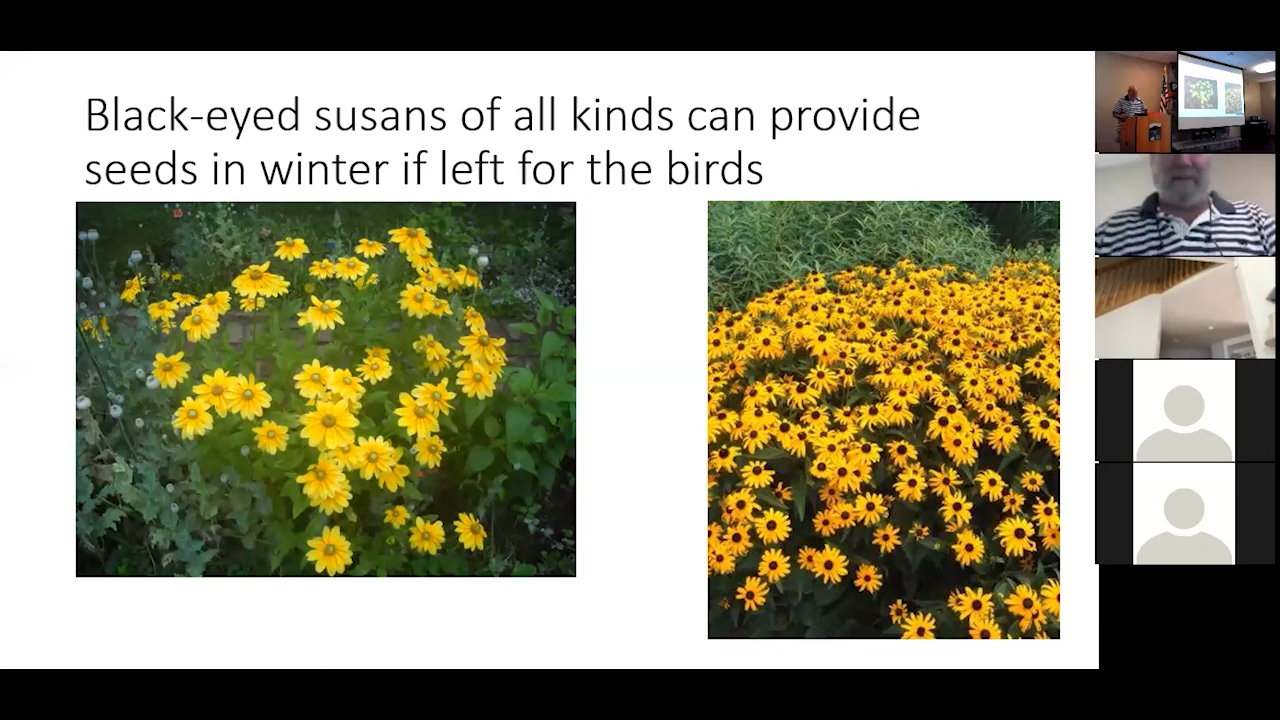 Black-eyed susans of all kinds can provide
seeds in winter if left for the birds